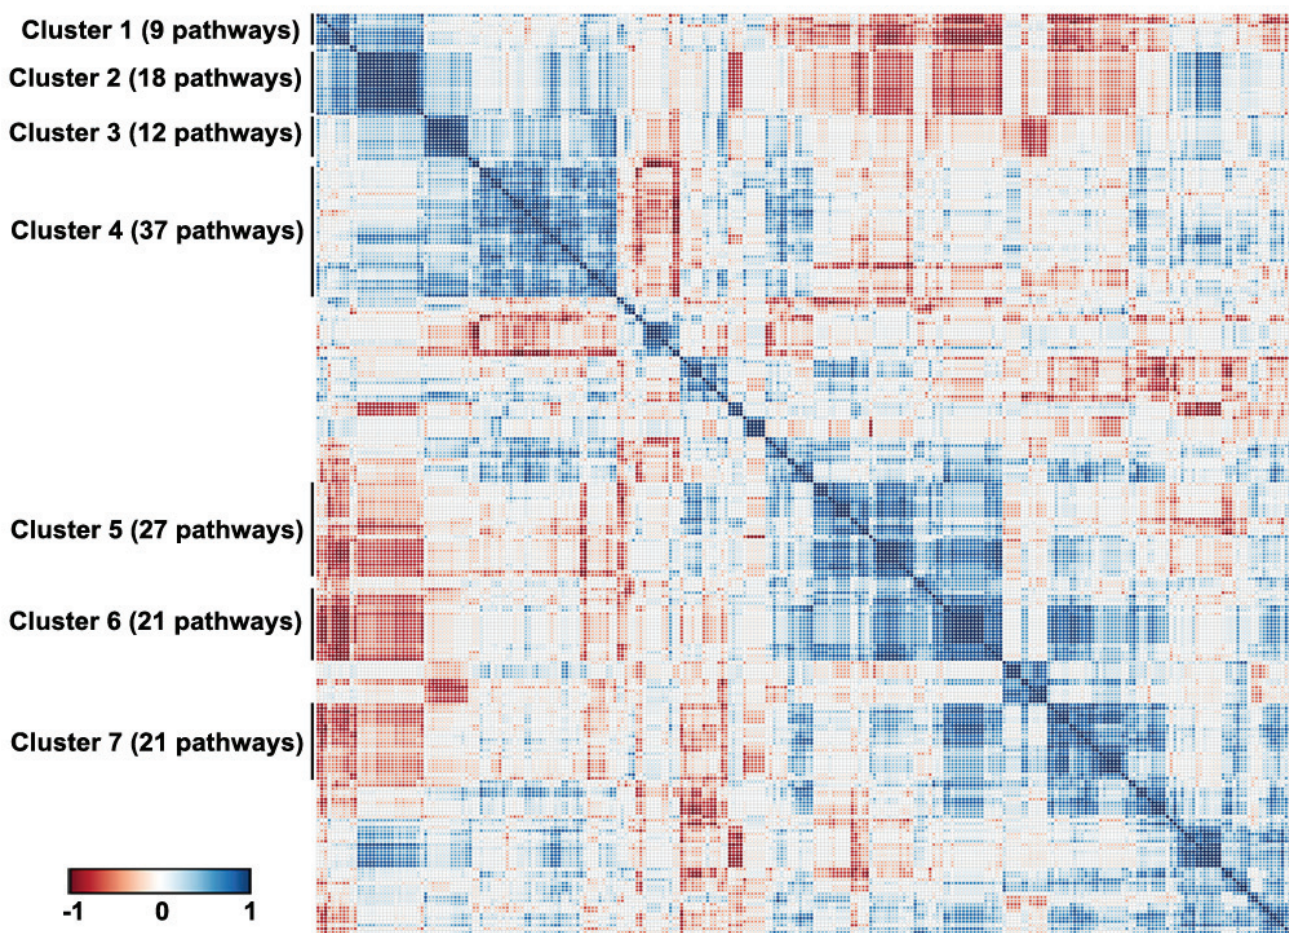 Cluster 1 (9 pathways)
Cluster 2 (18 pathways)
Cluster 3 (12 pathways)
Cluster 4 (37 pathways)
Cluster 5 (27 pathways)
Cluster 6 (21 pathways)
Cluster 7 (21 pathways)
-1 0 1